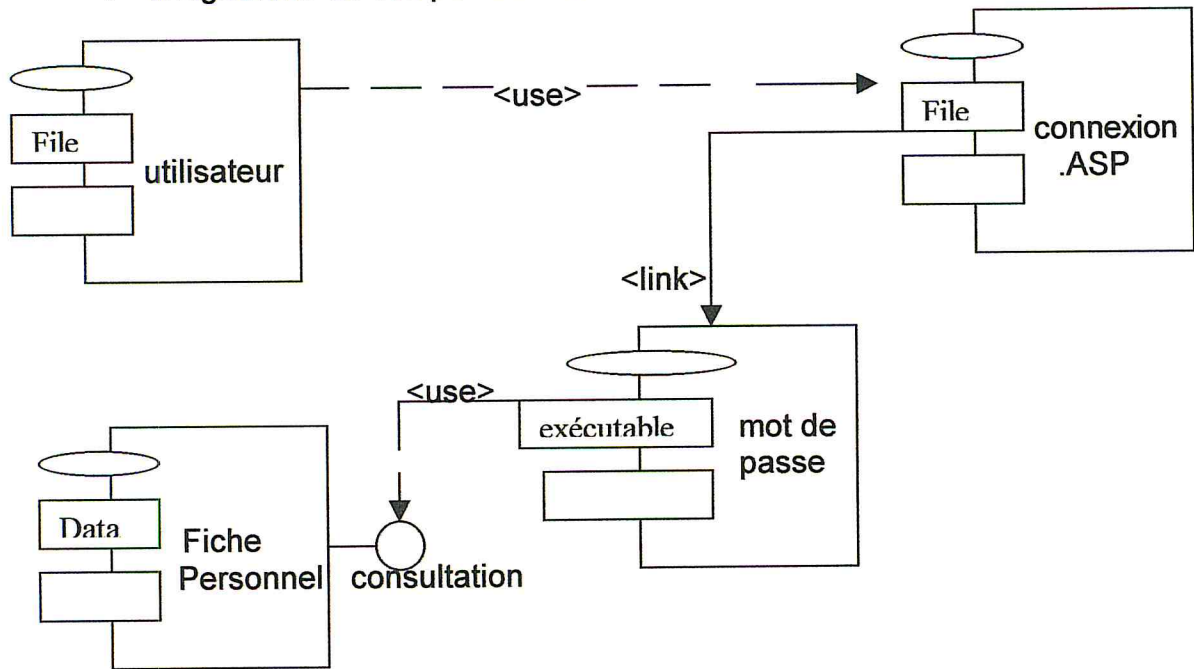 <use>
File
connexion
.ASP
File
utilisateur
<link>
<use>
exécutable
mot de
passe
Data
Fiche
Personnel
consultation